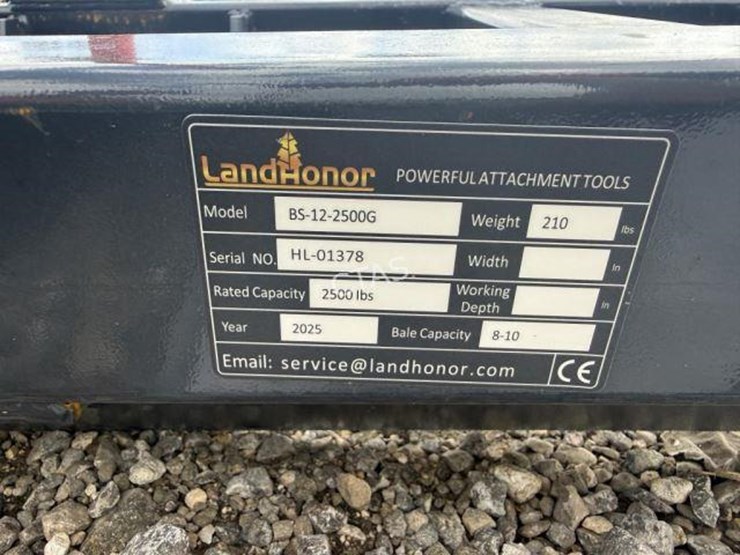 LandHonor POWERFUL ATTACHMENT TOOLS
Model BS-12-2500G Weight 210 lbs
Serial NO. HL-01378 Width In
CTAS
Rated Capacity 2500 lbs Working Depth In
Year 2025 Bale Capacity 8-10
Email: service@landhonor.com CE